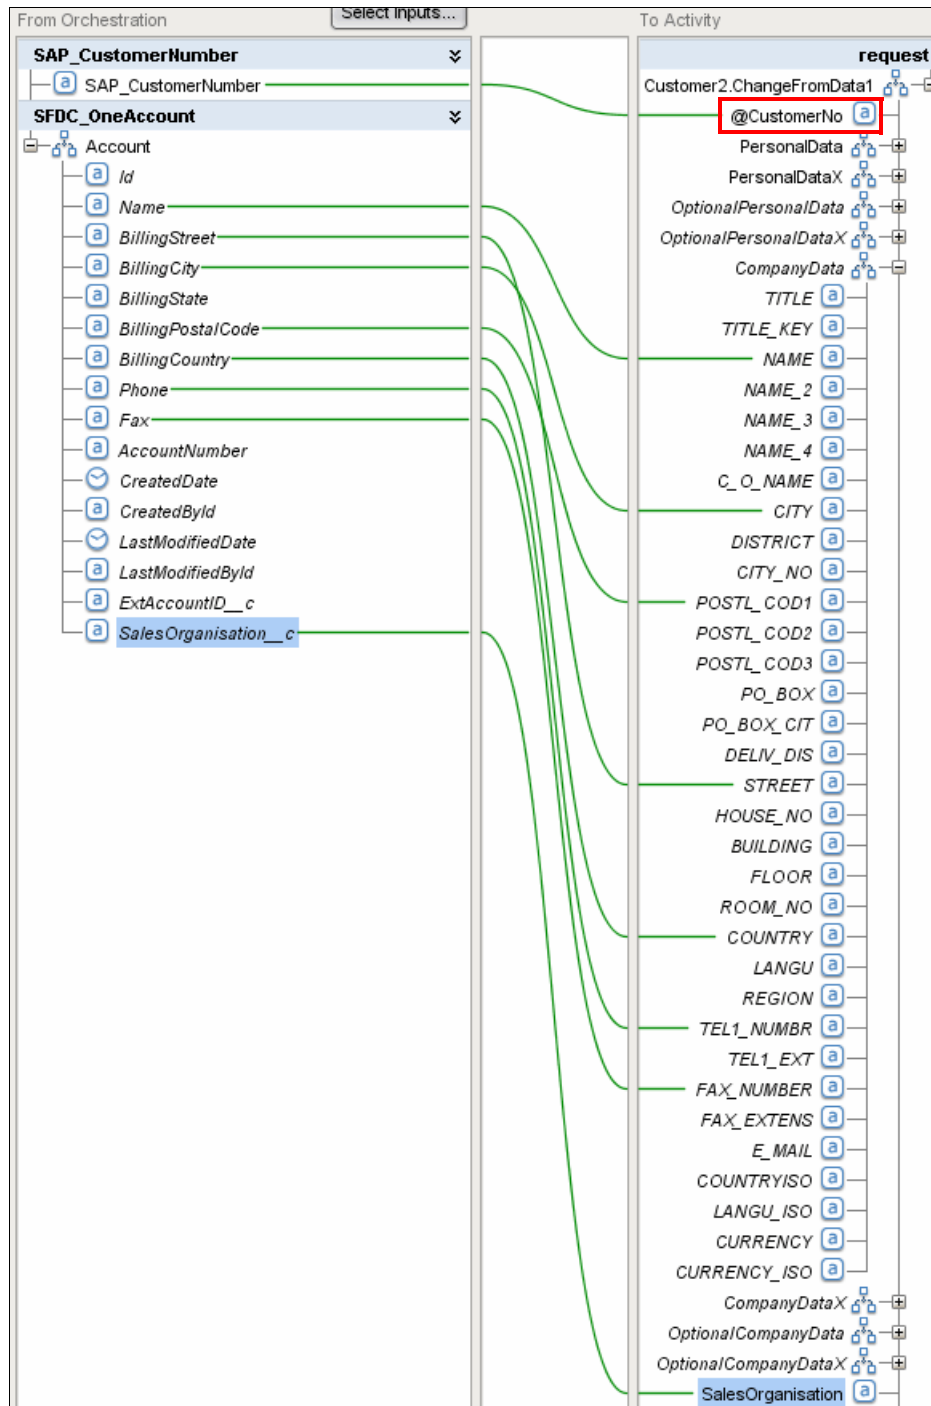 From Orchestration
Select Inputs...
To Activity
SAP_CustomerNumber
request
SAP_CustomerNumber
Customer2.ChangeFromData1
SFDC_OneAccount
@CustomerNo
Account
PersonalData
Id
PersonalDataX
Name
OptionalPersonalData
BillingStreet
OptionalPersonalDataX
BillingCity
CompanyData
BillingState
TITLE
BillingPostalCode
TITLE_KEY
BillingCountry
NAME
Phone
NAME_2
Fax
NAME_3
AccountNumber
NAME_4
CreatedDate
C_O_NAME
CreatedById
CITY
LastModifiedDate
DISTRICT
LastModifiedById
CITY_NO
ExtAccountID__c
POSTL_COD1
SalesOrganisation__c
POSTL_COD2
POSTL_COD3
PO_BOX
PO_BOX_CIT
DELIV_DIS
STREET
HOUSE_NO
BUILDING
FLOOR
ROOM_NO
COUNTRY
LANGU
REGION
TEL1_NUMBR
TEL1_EXT
FAX_NUMBER
FAX_EXTENS
E_MAIL
COUNTRYISO
LANGU_ISO
CURRENCY
CURRENCY_ISO
CompanyDataX
OptionalCompanyData
OptionalCompanyDataX
SalesOrganisation